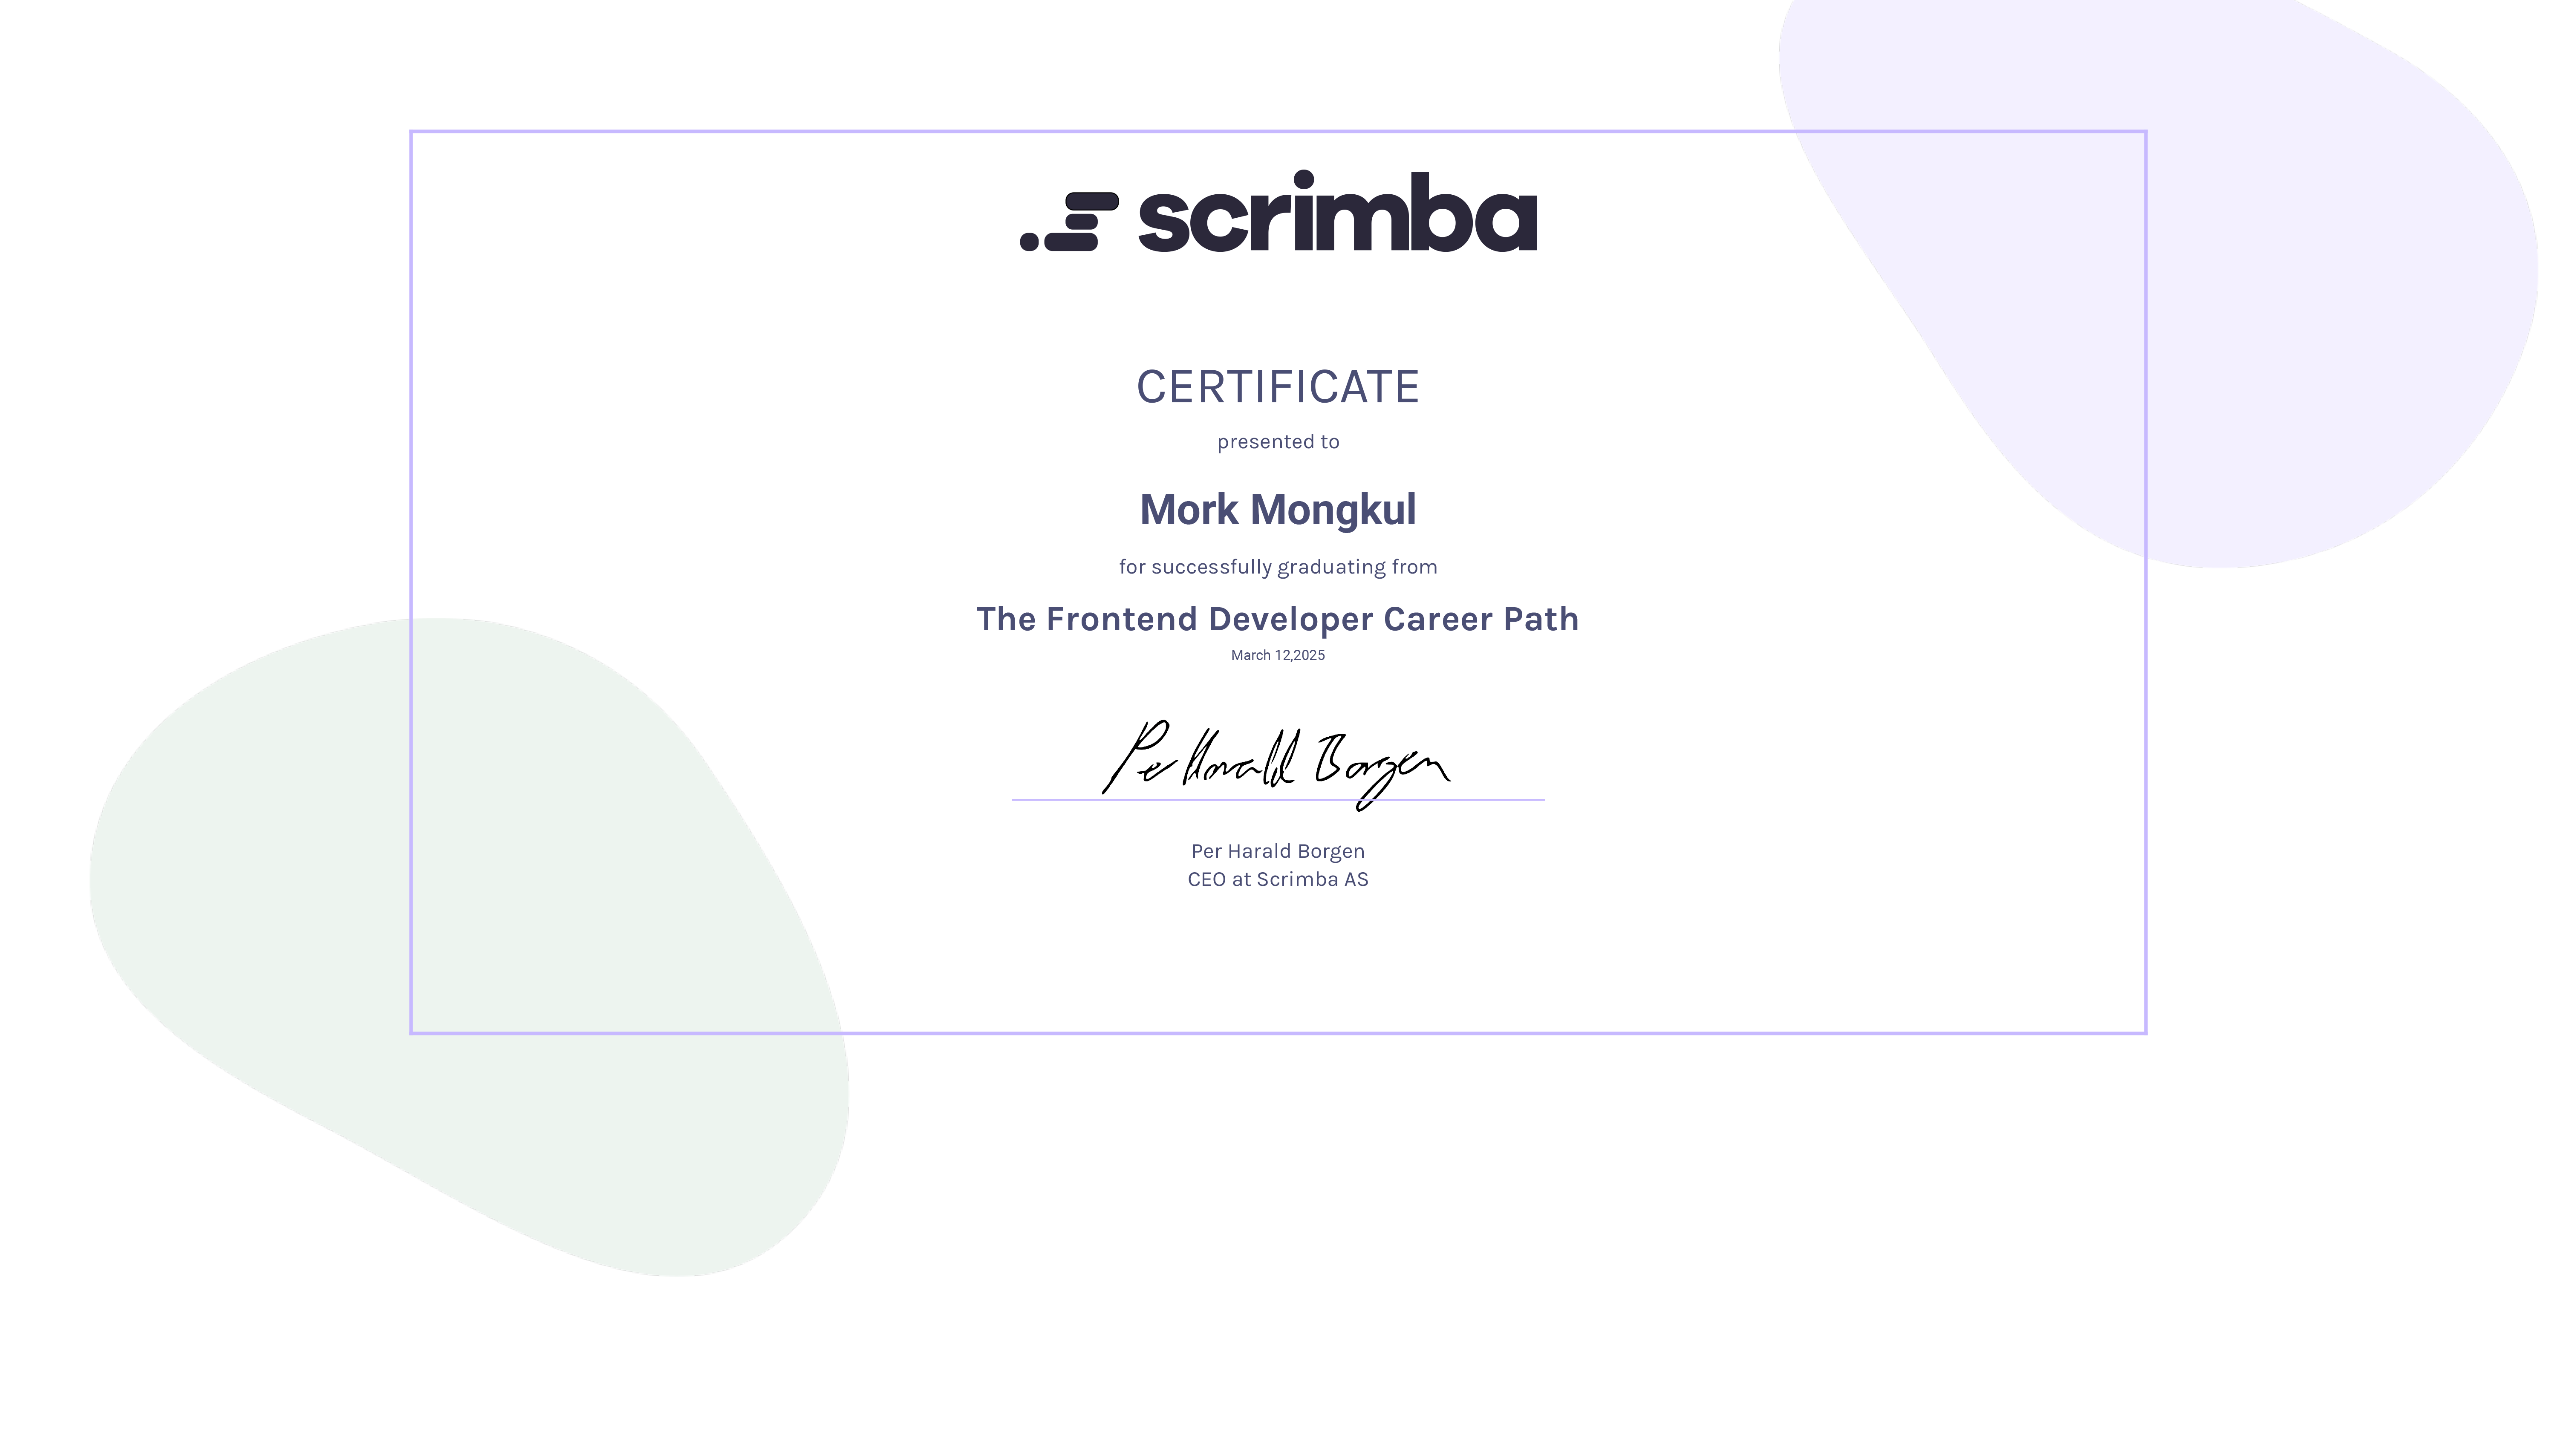 scrimba
CERTIFICATE
presented to
Mork Mongkul
for successfully graduating from
The Frontend Developer Career Path
March 12,2025
Per Harald Borgen
Per Harald Borgen
CEO at Scrimba AS